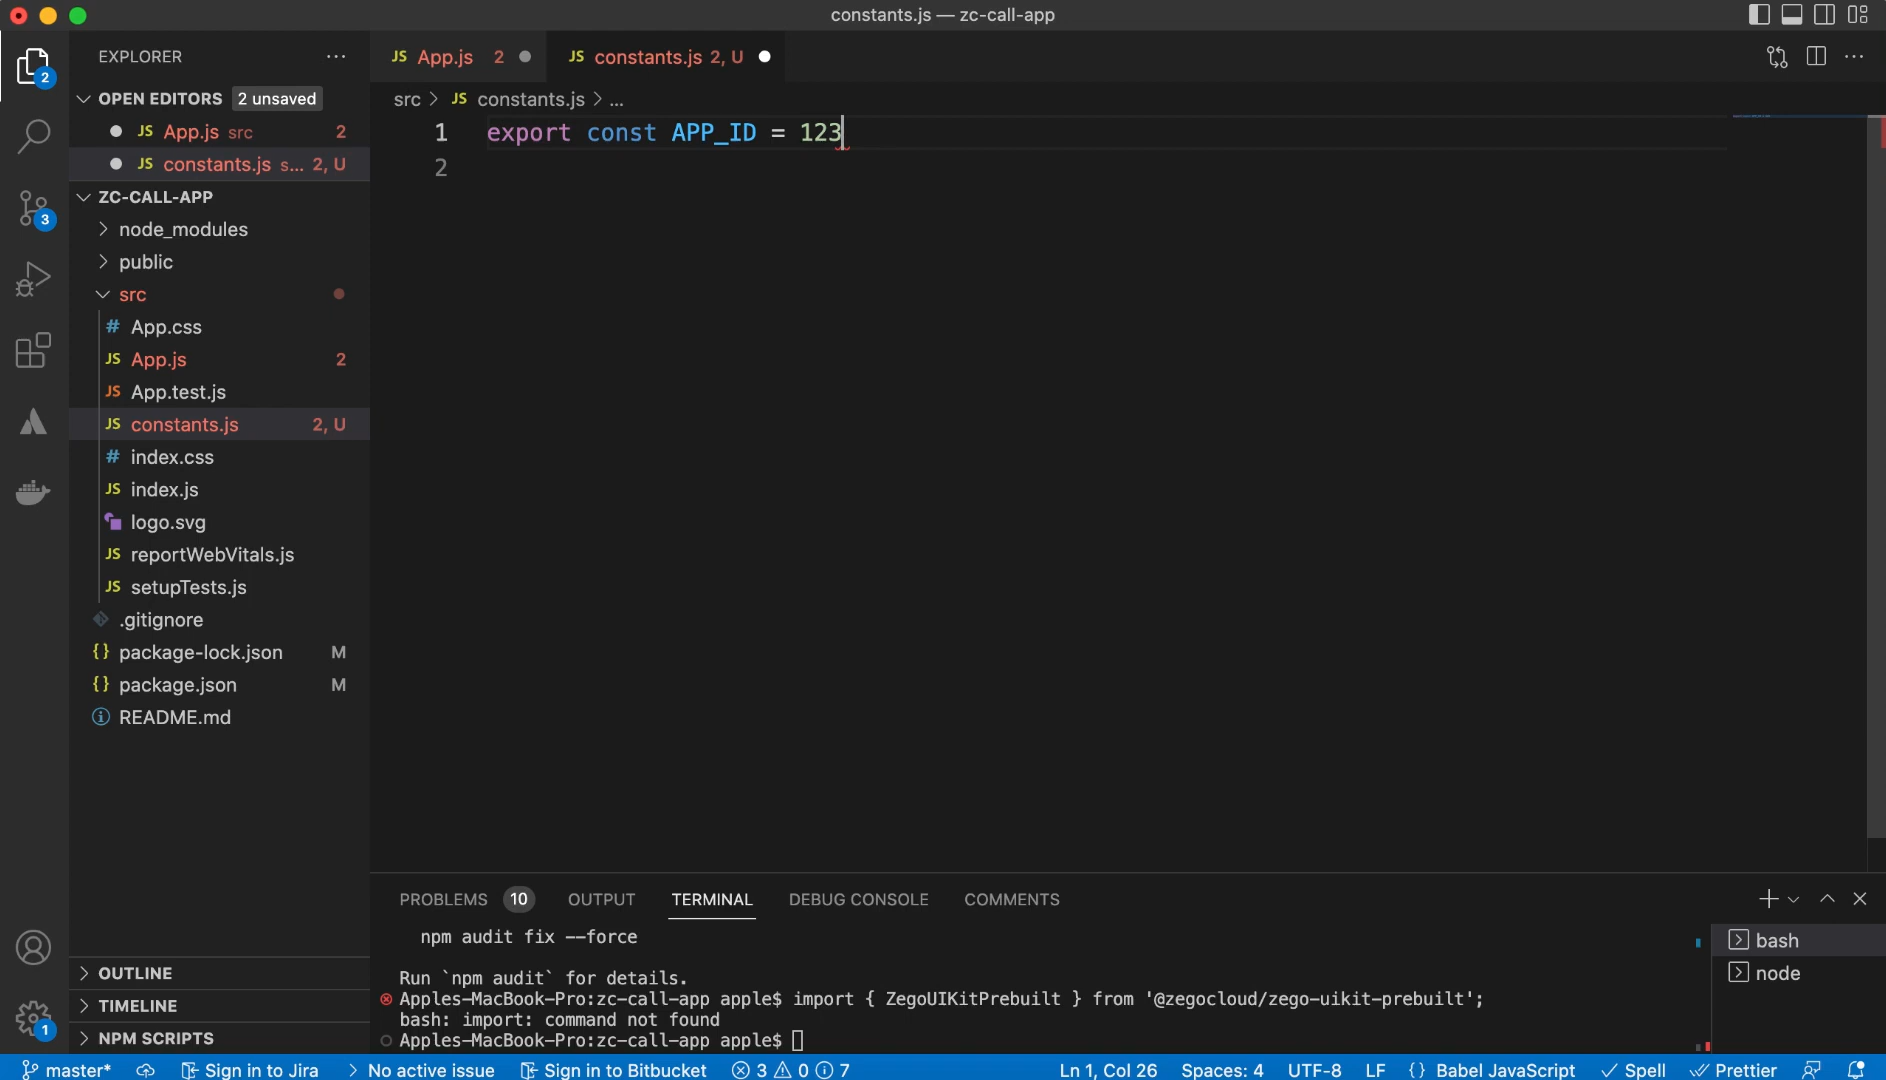 constants.js — zc-call-app
2
EXPLORER
OPEN EDITORS 2 unsaved
JS App.js src 2
JS constants.js s... 2, U
ZC-CALL-APP
node_modules
public
src
# App.css
JS App.js 2
JS App.test.js
JS constants.js 2, U
# index.css
JS index.js
logo.svg
JS reportWebVitals.js
JS setupTests.js
.gitignore
{} package-lock.json M
{} package.json M
README.md
OUTLINE
TIMELINE
NPM SCRIPTS
3
1
JS App.js 2
JS constants.js 2, U
src > JS constants.js > ...
1 export const APP_ID = 123
2
PROBLEMS 10 OUTPUT TERMINAL DEBUG CONSOLE COMMENTS
npm audit fix --force
Run `npm audit` for details.
Apples-MacBook-Pro:zc-call-app apple$ import { ZegoUIKitPrebuilt } from '@zegocloud/zego-uikit-prebuilt';
bash: import: command not found
Apples-MacBook-Pro:zc-call-app apple$
bash
node
master* Sign in to Jira No active issue Sign in to Bitbucket 3 0 7 Ln 1, Col 26 Spaces: 4 UTF-8 LF {} Babel JavaScript Spell Prettier